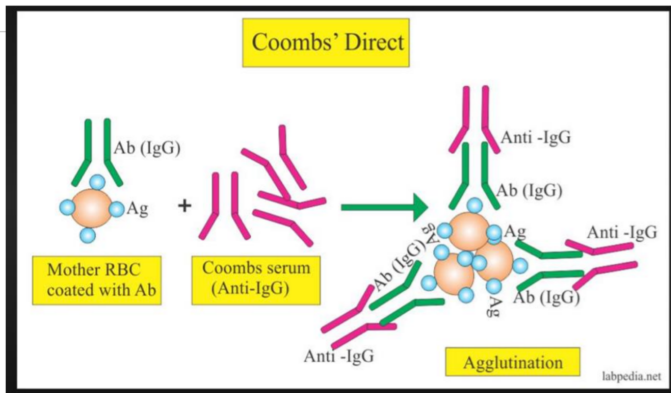 Coombs' Direct
Ab (IgG)
Ag
+
Mother RBC
coated with Ab
Coombs serum
(Anti-IgG)
Anti -IgG
Ab (IgG)
Ag
Ag
Anti -IgG
Ab (IgG)
Ab (IgG)
Ag
Anti -IgG
Agglutination
labpedia.net